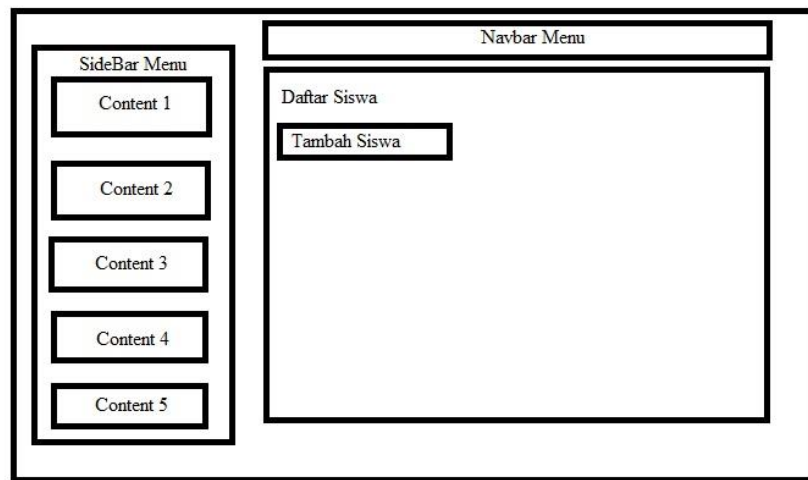 Navbar Menu
SideBar Menu
Content 1
Content 2
Content 3
Content 4
Content 5
Daftar Siswa
Tambah Siswa